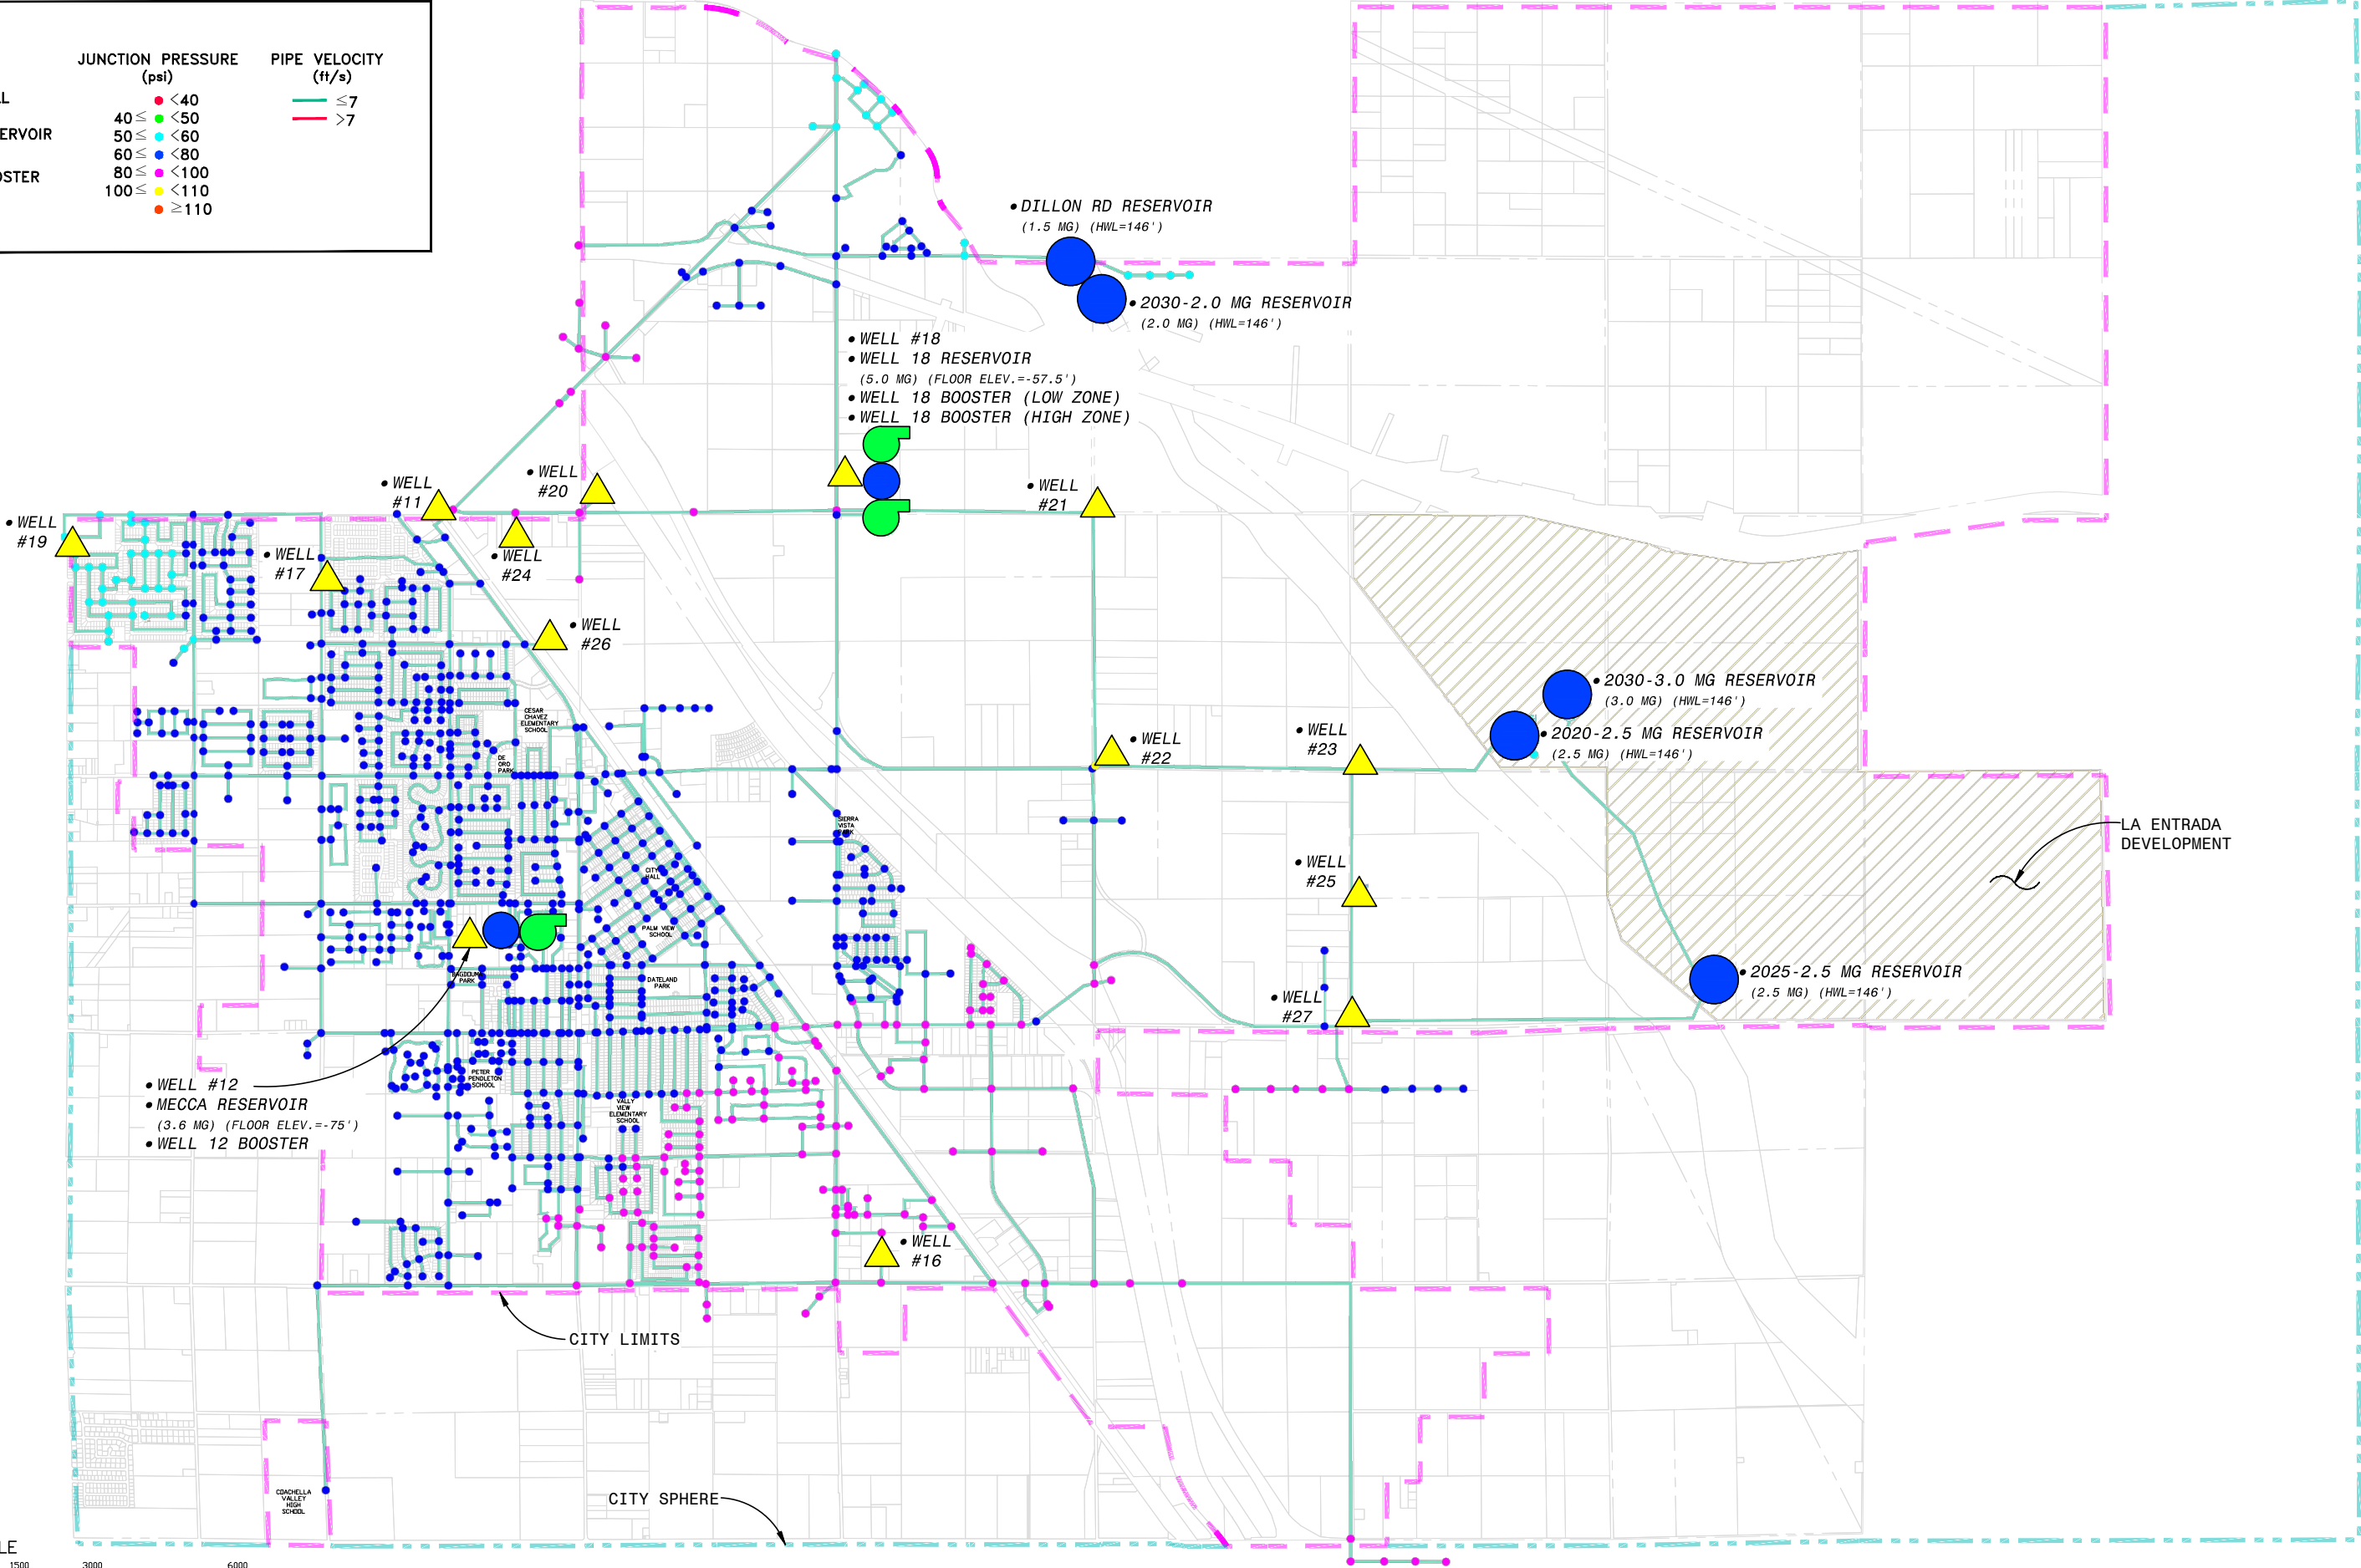 JUNCTION PRESSURE
(psi)
PIPE VELOCITY
(ft/s)
<40
40≤ <50
50≤ <60
60≤ <80
80≤ <100
100≤ <110
≥110
≤7
>7
ERVOIR
• DILLON RD RESERVOIR
(1.5 MG) (HWL=146')
• 2030-2.0 MG RESERVOIR
(2.0 MG) (HWL=146')
• WELL #18
• WELL 18 RESERVOIR
(5.0 MG) (FLOOR ELEV.=-57.5')
• WELL 18 BOOSTER (LOW ZONE)
• WELL 18 BOOSTER (HIGH ZONE)
• WELL
#11
• WELL
#20
• WELL
#21
• WELL
#19
• WELL
#17
• WELL
#24
• WELL
#26
CESAR
CHAVEZ
ELEMENTARY
SCHOOL
DE
ORO
PARK
• WELL
#22
• WELL
#23
• 2030-3.0 MG RESERVOIR
(3.0 MG) (HWL=146')
• 2020-2.5 MG RESERVOIR
(2.5 MG) (HWL=146')
SIERRA
VISTA
PARK
LA ENTRADA
DEVELOPMENT
CITY
HALL
• WELL
#25
PALM VIEW
SCHOOL
BAGDOUMA
PARK
DATELAND
PARK
• 2025-2.5 MG RESERVOIR
(2.5 MG) (HWL=146')
• WELL
#27
• WELL #12
• MECCA RESERVOIR
(3.6 MG) (FLOOR ELEV.=-75')
• WELL 12 BOOSTER
PETER
PENDLETON
SCHOOL
VALLY
VIEW
ELEMENTARY
SCHOOL
• WELL
#16
CITY LIMITS
CITY SPHERE
COACHELLA
VALLEY
HIGH
SCHOOL
LE
1500 3000 6000